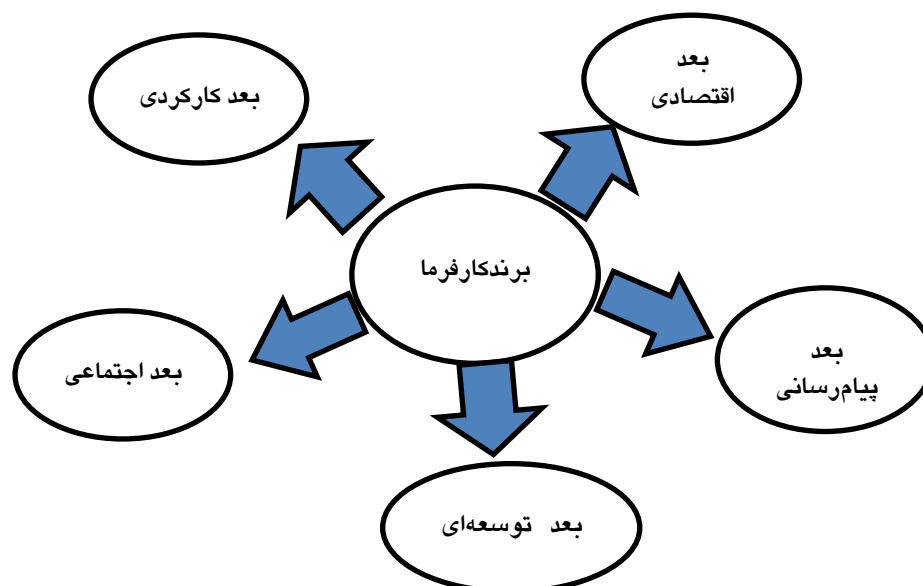 بعد
اقتصادی
بعد کارکردی
برندکارفرما
بعد
پیام‌رسانی
بعد اجتماعی
بعد توسعه‌ای